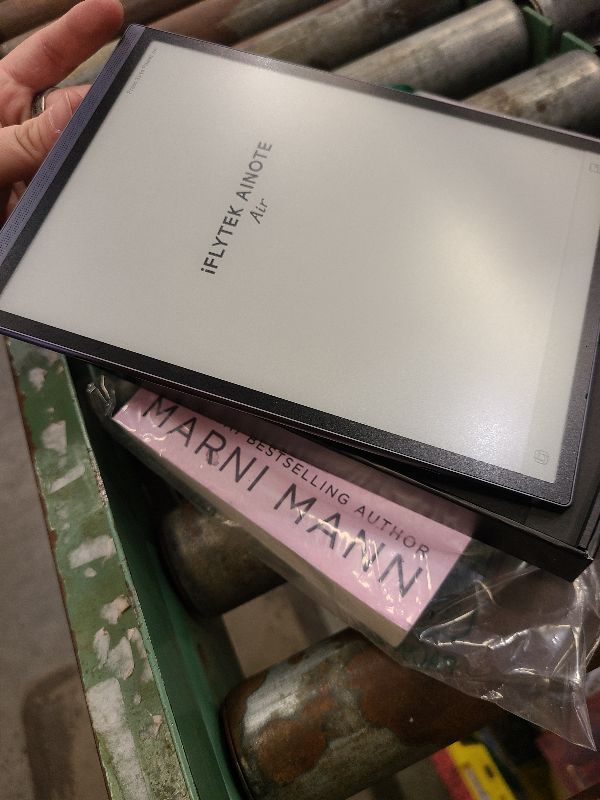 iFLYTEK AINOTE
Air
BESTSELLING AUTHOR
MARNI MANN